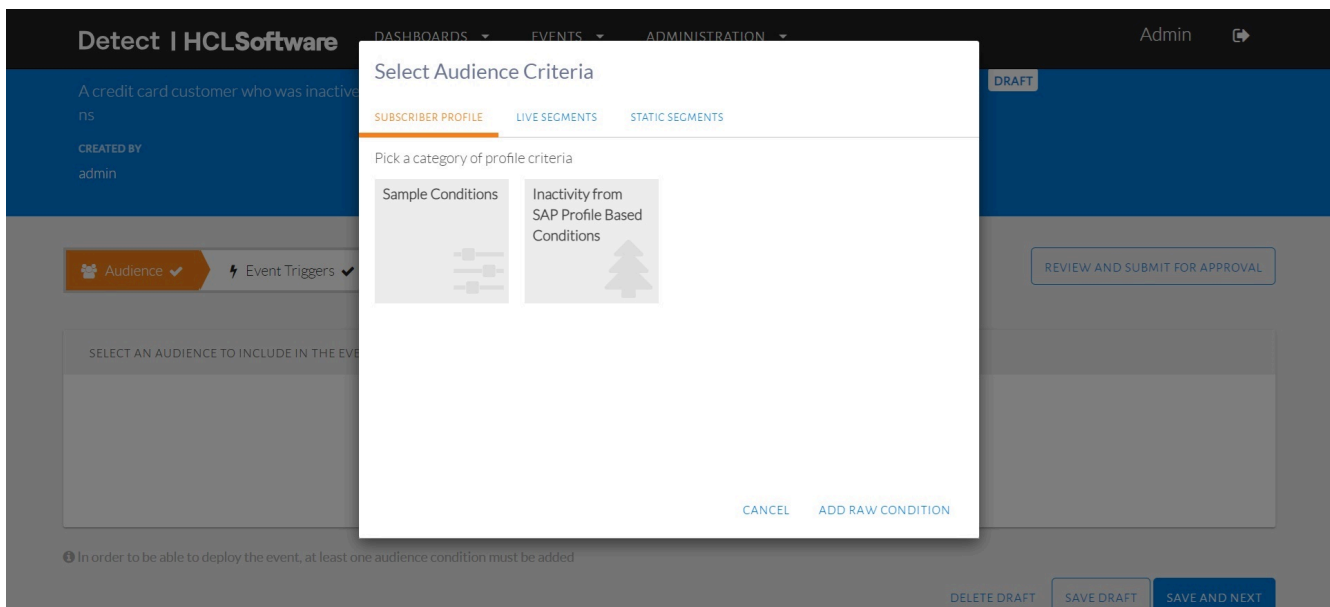 Detect | HCLSoftware
DASHBOARDS
EVENTS
ADMINISTRATION
Admin
A credit card customer who was inactive
ns
DRAFT
CREATED BY
admin
Select Audience Criteria
SUBSCRIBER PROFILE
LIVE SEGMENTS
STATIC SEGMENTS
Pick a category of profile criteria
Sample Conditions
Inactivity from
SAP Profile Based
Conditions
CANCEL
ADD RAW CONDITION
Audience
Event Triggers
REVIEW AND SUBMIT FOR APPROVAL
SELECT AN AUDIENCE TO INCLUDE IN THE EVE
In order to be able to deploy the event, at least one audience condition must be added
DELETE DRAFT
SAVE DRAFT
SAVE AND NEXT